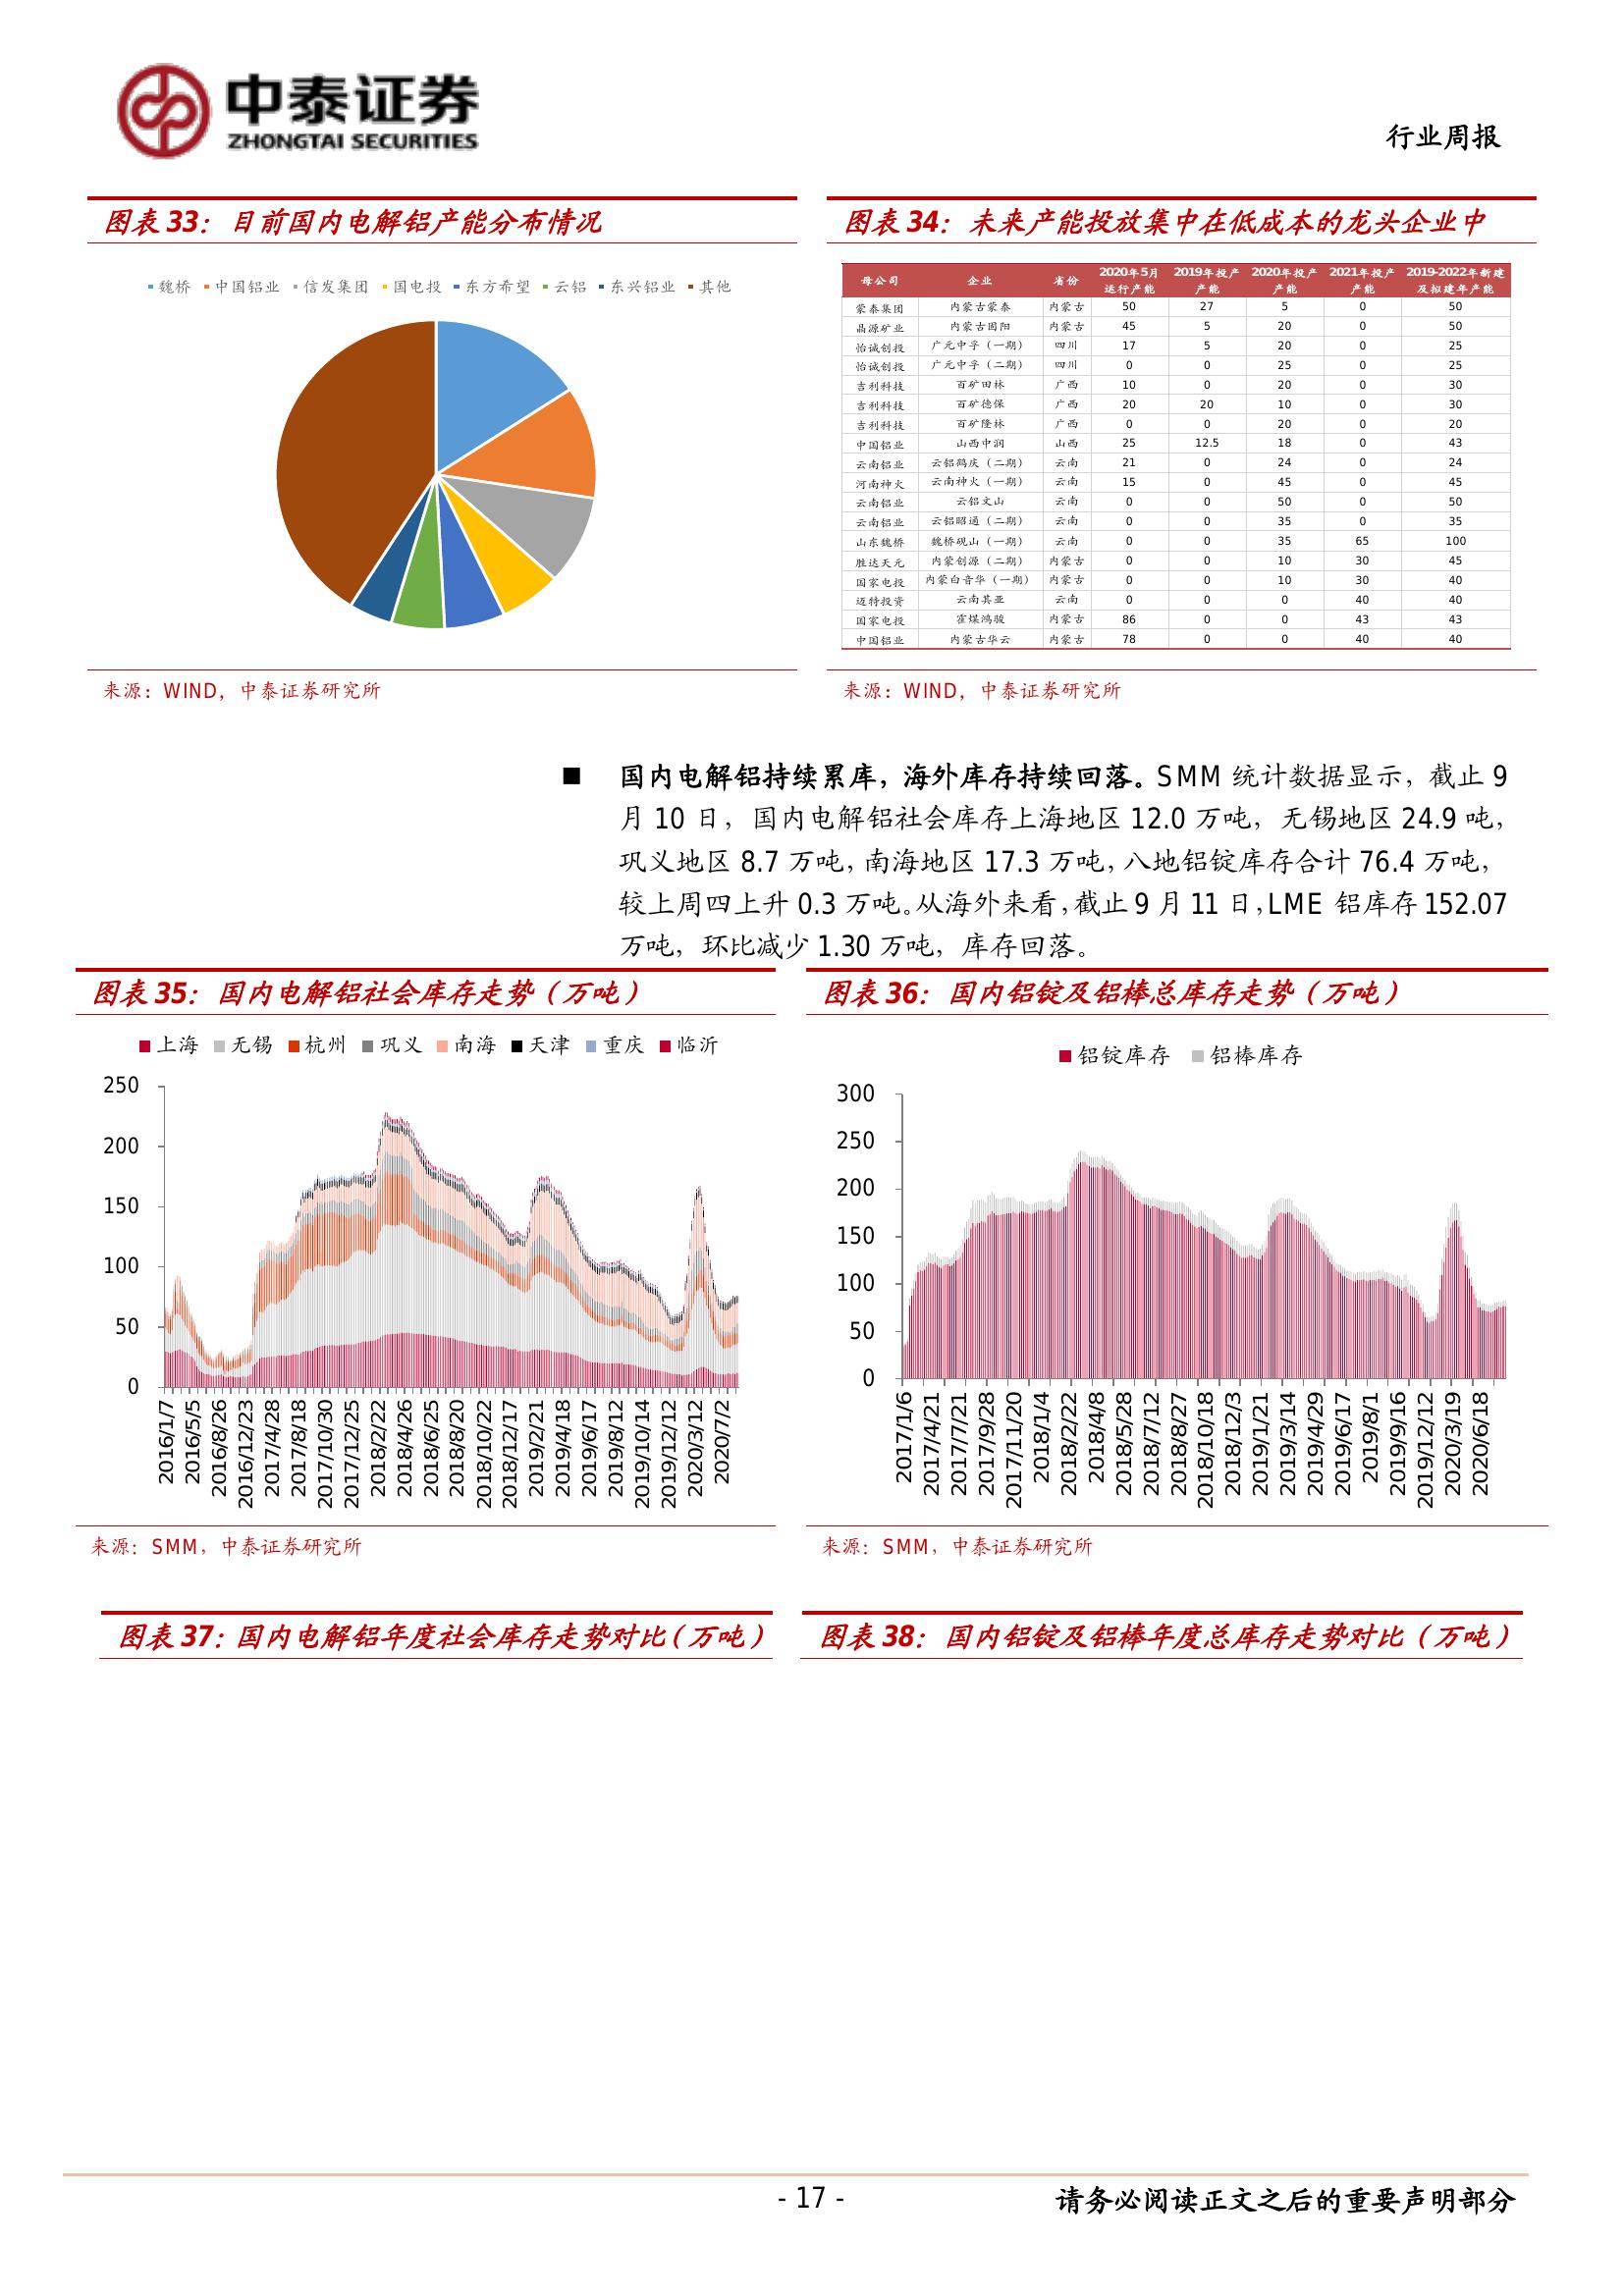 中泰证券
ZHONGTAI SECURITIES
行业周报
图表33：目前国内电解铝产能分布情况
魏桥 中国铝业 信发集团 国电投 东方希望 云铝 东兴铝业 其他
来源：WIND，中泰证券研究所
图表34：未来产能投放集中在低成本的龙头企业中
母公司 企业 省份 2020年5月运行产能 2019年投产产能 2020年投产产能 2021年投产产能 2019-2022年新建及拟建年产能
蒙泰集团 内蒙古蒙泰 内蒙古 50 27 5 0 50
晶源矿业 内蒙古固阳 内蒙古 45 5 20 0 50
怡诚创投 广元中孚（一期） 四川 17 5 20 0 25
怡诚创投 广元中孚（二期） 四川 0 0 25 0 25
吉利科技 百矿田林 广西 10 0 20 0 30
吉利科技 百矿德保 广西 20 20 10 0 30
吉利科技 百矿隆林 广西 0 0 20 0 20
中国铝业 山西中润 山西 25 12.5 18 0 43
云南铝业 云铝鹤庆（二期） 云南 21 0 24 0 24
河南神火 云南神火（一期） 云南 15 0 45 0 45
云南铝业 云铝文山 云南 0 0 50 0 50
云南铝业 云铝昭通（二期） 云南 0 0 35 0 35
山东魏桥 魏桥砚山（一期） 云南 0 0 35 65 100
胜达天元 内蒙创源（二期） 内蒙古 0 0 10 30 45
国家电投 内蒙白音华（一期） 内蒙古 0 0 10 30 40
迈特投资 云南其亚 云南 0 0 0 40 40
国家电投 霍煤鸿骏 内蒙古 86 0 0 43 43
中国铝业 内蒙古华云 内蒙古 78 0 0 40 40
来源：WIND，中泰证券研究所
■ 国内电解铝持续累库，海外库存持续回落。SMM 统计数据显示，截止 9
月 10 日，国内电解铝社会库存上海地区 12.0 万吨，无锡地区 24.9 吨，
巩义地区 8.7 万吨，南海地区 17.3 万吨，八地铝锭库存合计 76.4 万吨，
较上周四上升 0.3 万吨。从海外来看，截止 9 月 11 日，LME 铝库存 152.07
万吨，环比减少 1.30 万吨，库存回落。
图表35：国内电解铝社会库存走势（万吨）
上海 无锡 杭州 巩义 南海 天津 重庆 临沂
250
200
150
100
50
0
2016/1/7 2016/5/5 2016/8/26 2016/12/23 2017/4/28 2017/8/18 2017/10/30 2017/12/25 2018/2/22 2018/4/26 2018/6/25 2018/8/20 2018/10/22 2018/12/17 2019/2/21 2019/4/18 2019/6/17 2019/8/12 2019/10/14 2019/12/12 2020/3/12 2020/7/2
来源：SMM，中泰证券研究所
图表36：国内铝锭及铝棒总库存走势（万吨）
铝锭库存 铝棒库存
300
250
200
150
100
50
0
2017/1/6 2017/4/21 2017/7/21 2017/9/28 2017/11/20 2018/1/4 2018/2/22 2018/4/8 2018/5/28 2018/7/12 2018/8/27 2018/10/18 2018/12/3 2019/1/21 2019/3/14 2019/4/29 2019/6/17 2019/8/1 2019/9/16 2019/12/12 2020/3/19 2020/6/18
来源：SMM，中泰证券研究所
图表37：国内电解铝年度社会库存走势对比（万吨）
图表38：国内铝锭及铝棒年度总库存走势对比（万吨）
- 17 -
请务必阅读正文之后的重要声明部分